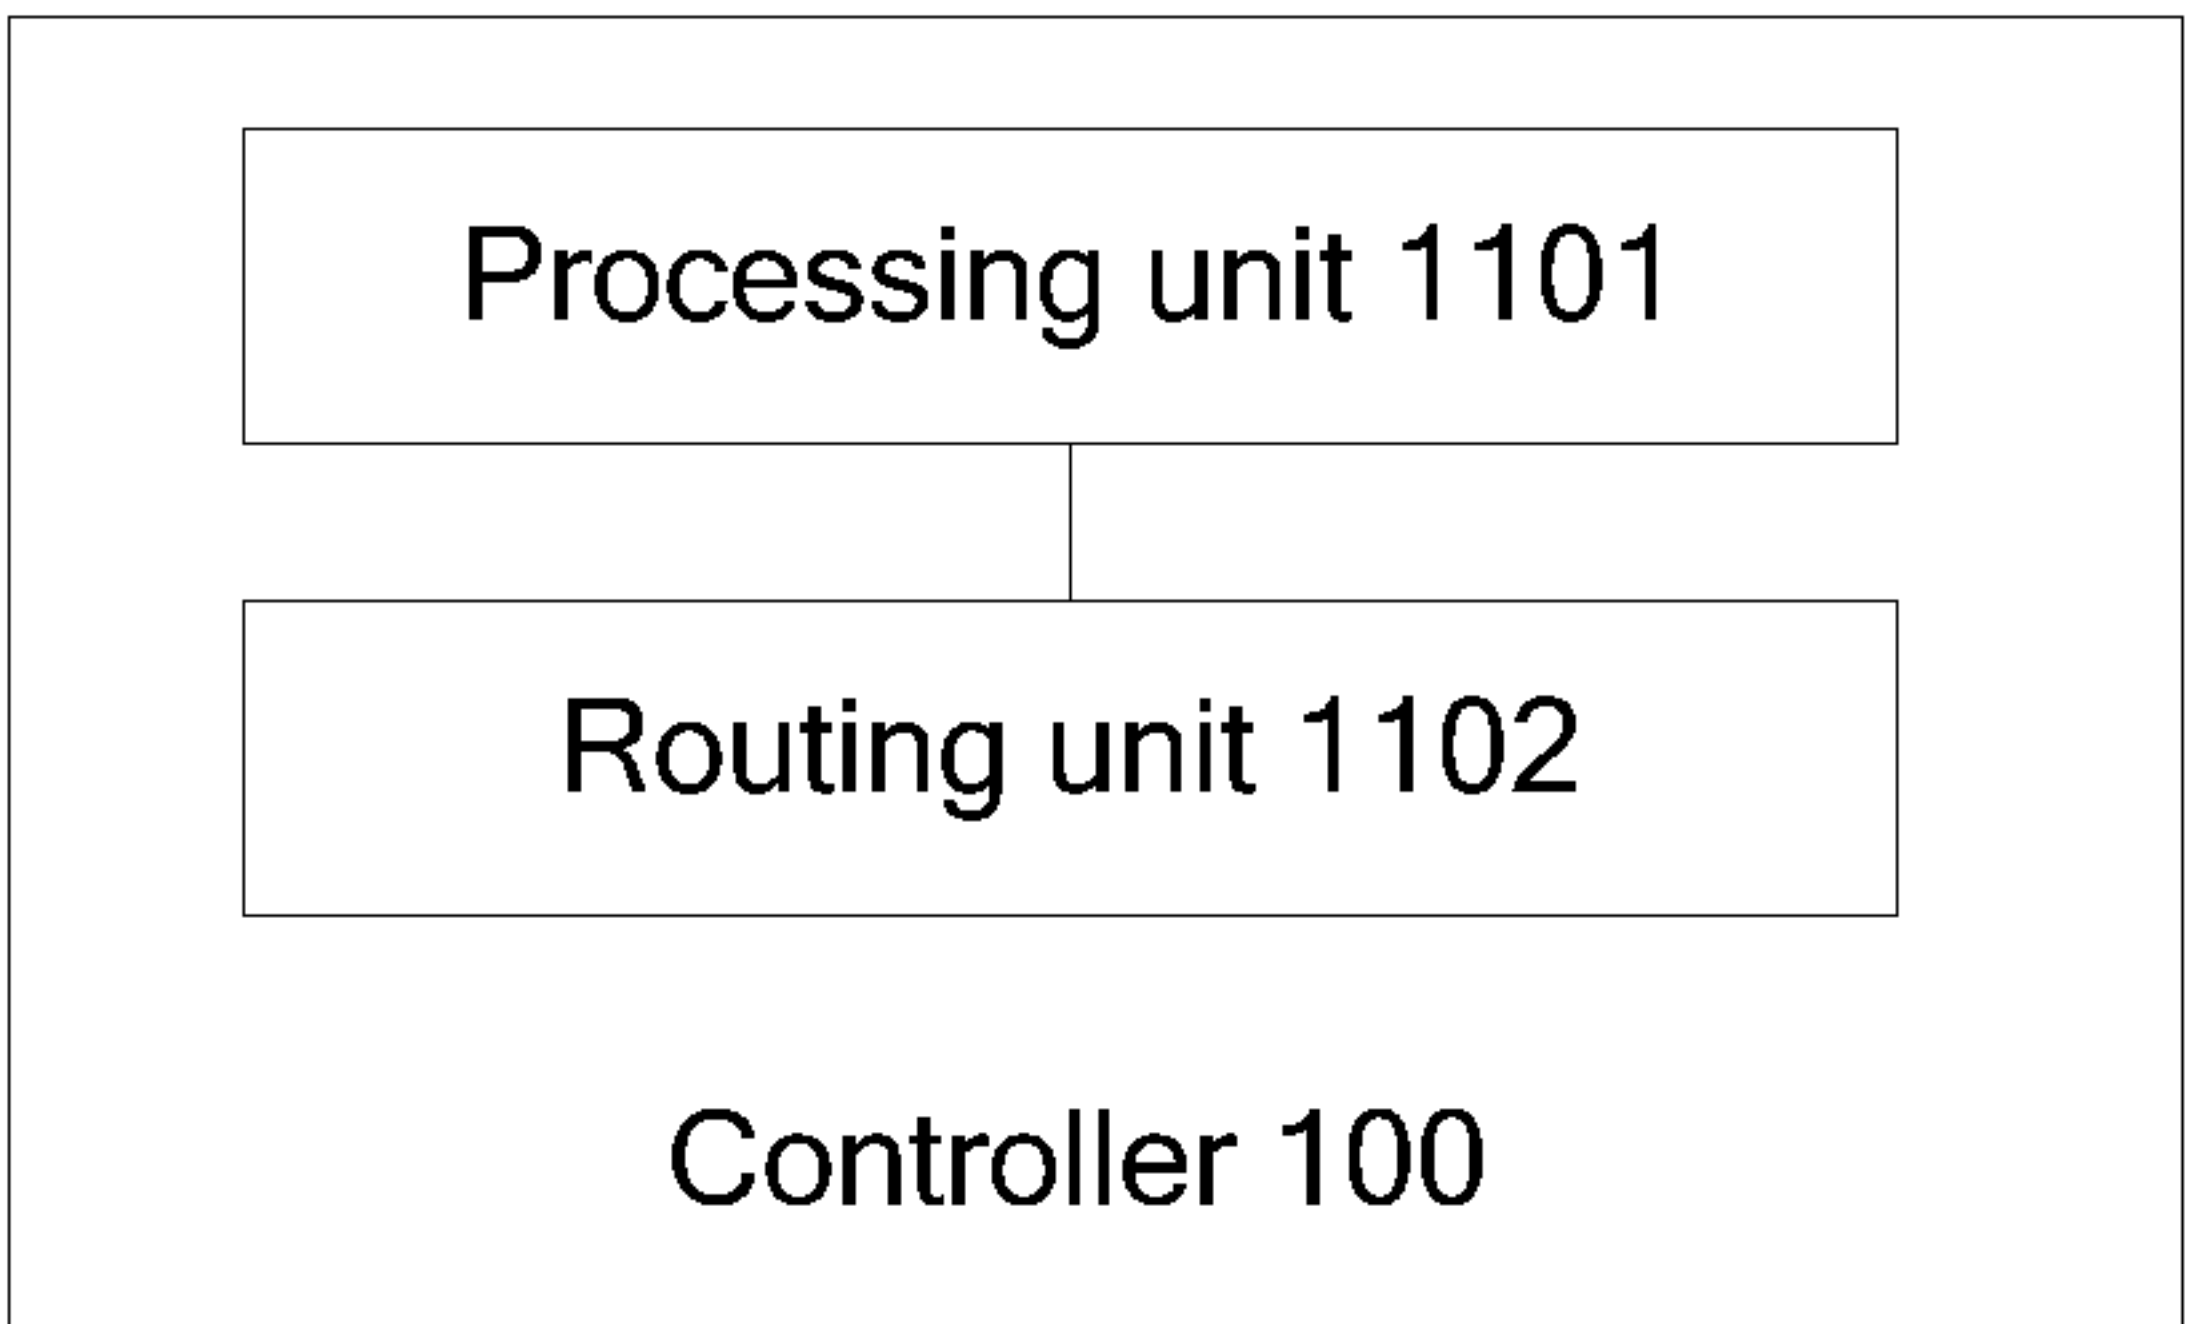 Processing unit 1101
Routing unit 1102
Controller 100